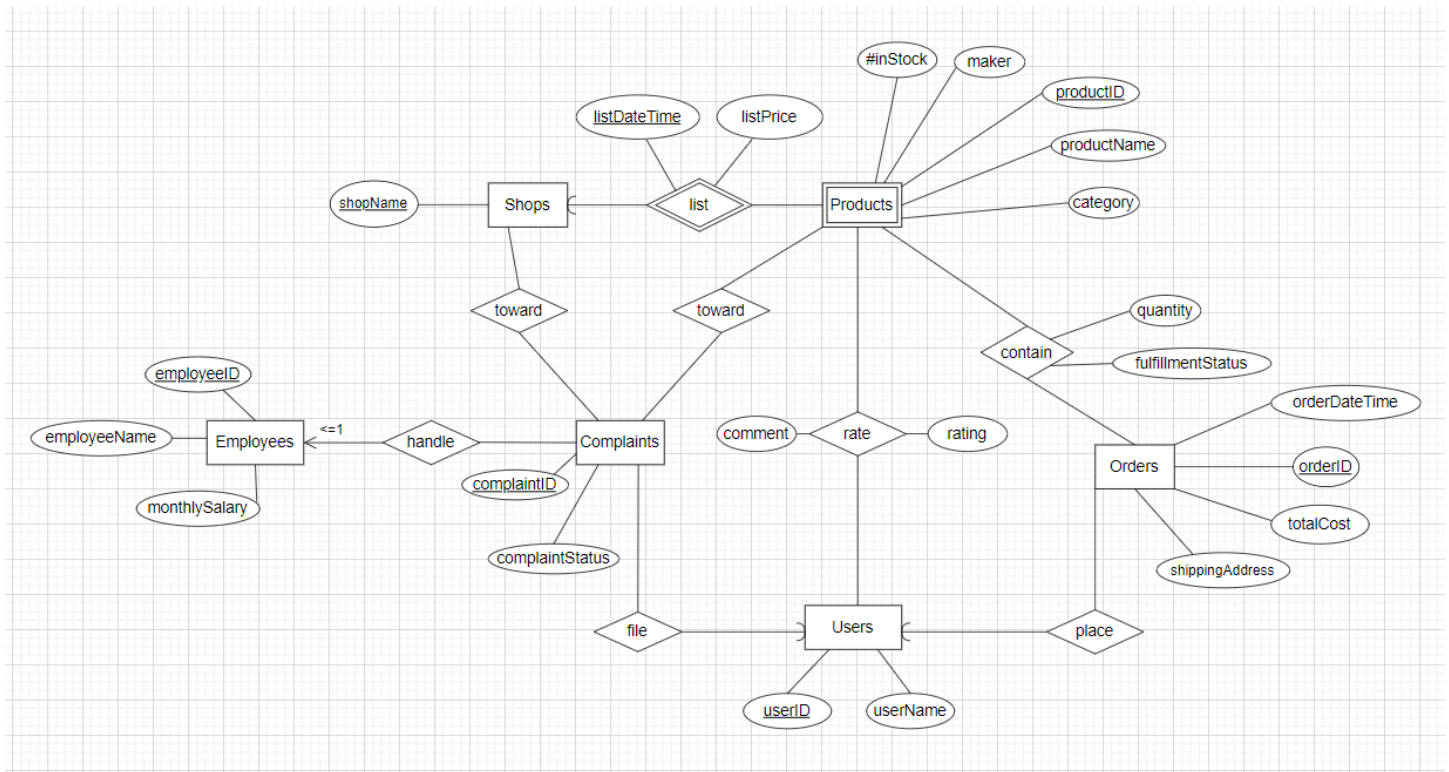 #inStock
maker
productID
listDateTime
listPrice
productName
shopName
Shops
list
Products
category
toward
toward
quantity
contain
fulfillmentStatus
employeeID
orderDateTime
employeeName
Employees
<=1
handle
Complaints
comment
rate
rating
Orders
orderID
complaintID
monthlySalary
totalCost
complaintStatus
shippingAddress
file
Users
place
userID
userName